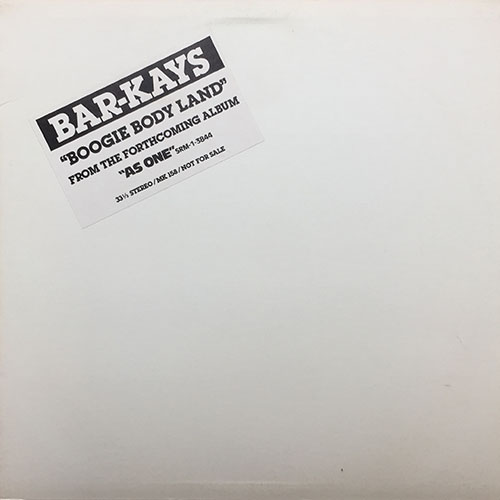 BAR-KAYS
“BOOGIE BODY LAND”
FROM THE FORTHCOMING ALBUM
“AS ONE” SRM-1-3844
33⅓ STEREO / MK 158 / NOT FOR SALE